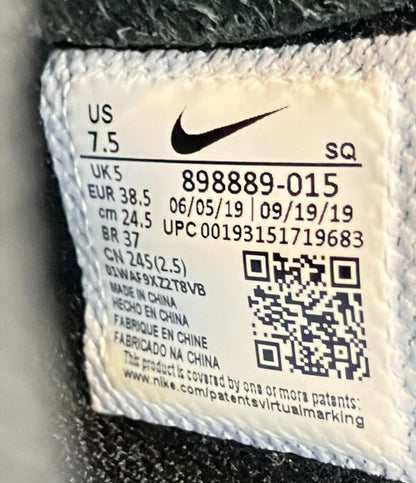 US
7.5
SQ
UK 5
EUR 38.5
cm 24.5
BR 37
CN 245(2.5)
898889-015
06/05/19 | 09/19/19
UPC 00193151719683
01WAF9XZ2T8VB
MADE IN CHINA
HECHO EN CHINA
FABRIQUE EN CHINE
FABRICADO NA CHINA
This product is covered by one or more patents:
www.nike.com/patentsvirtualmarking